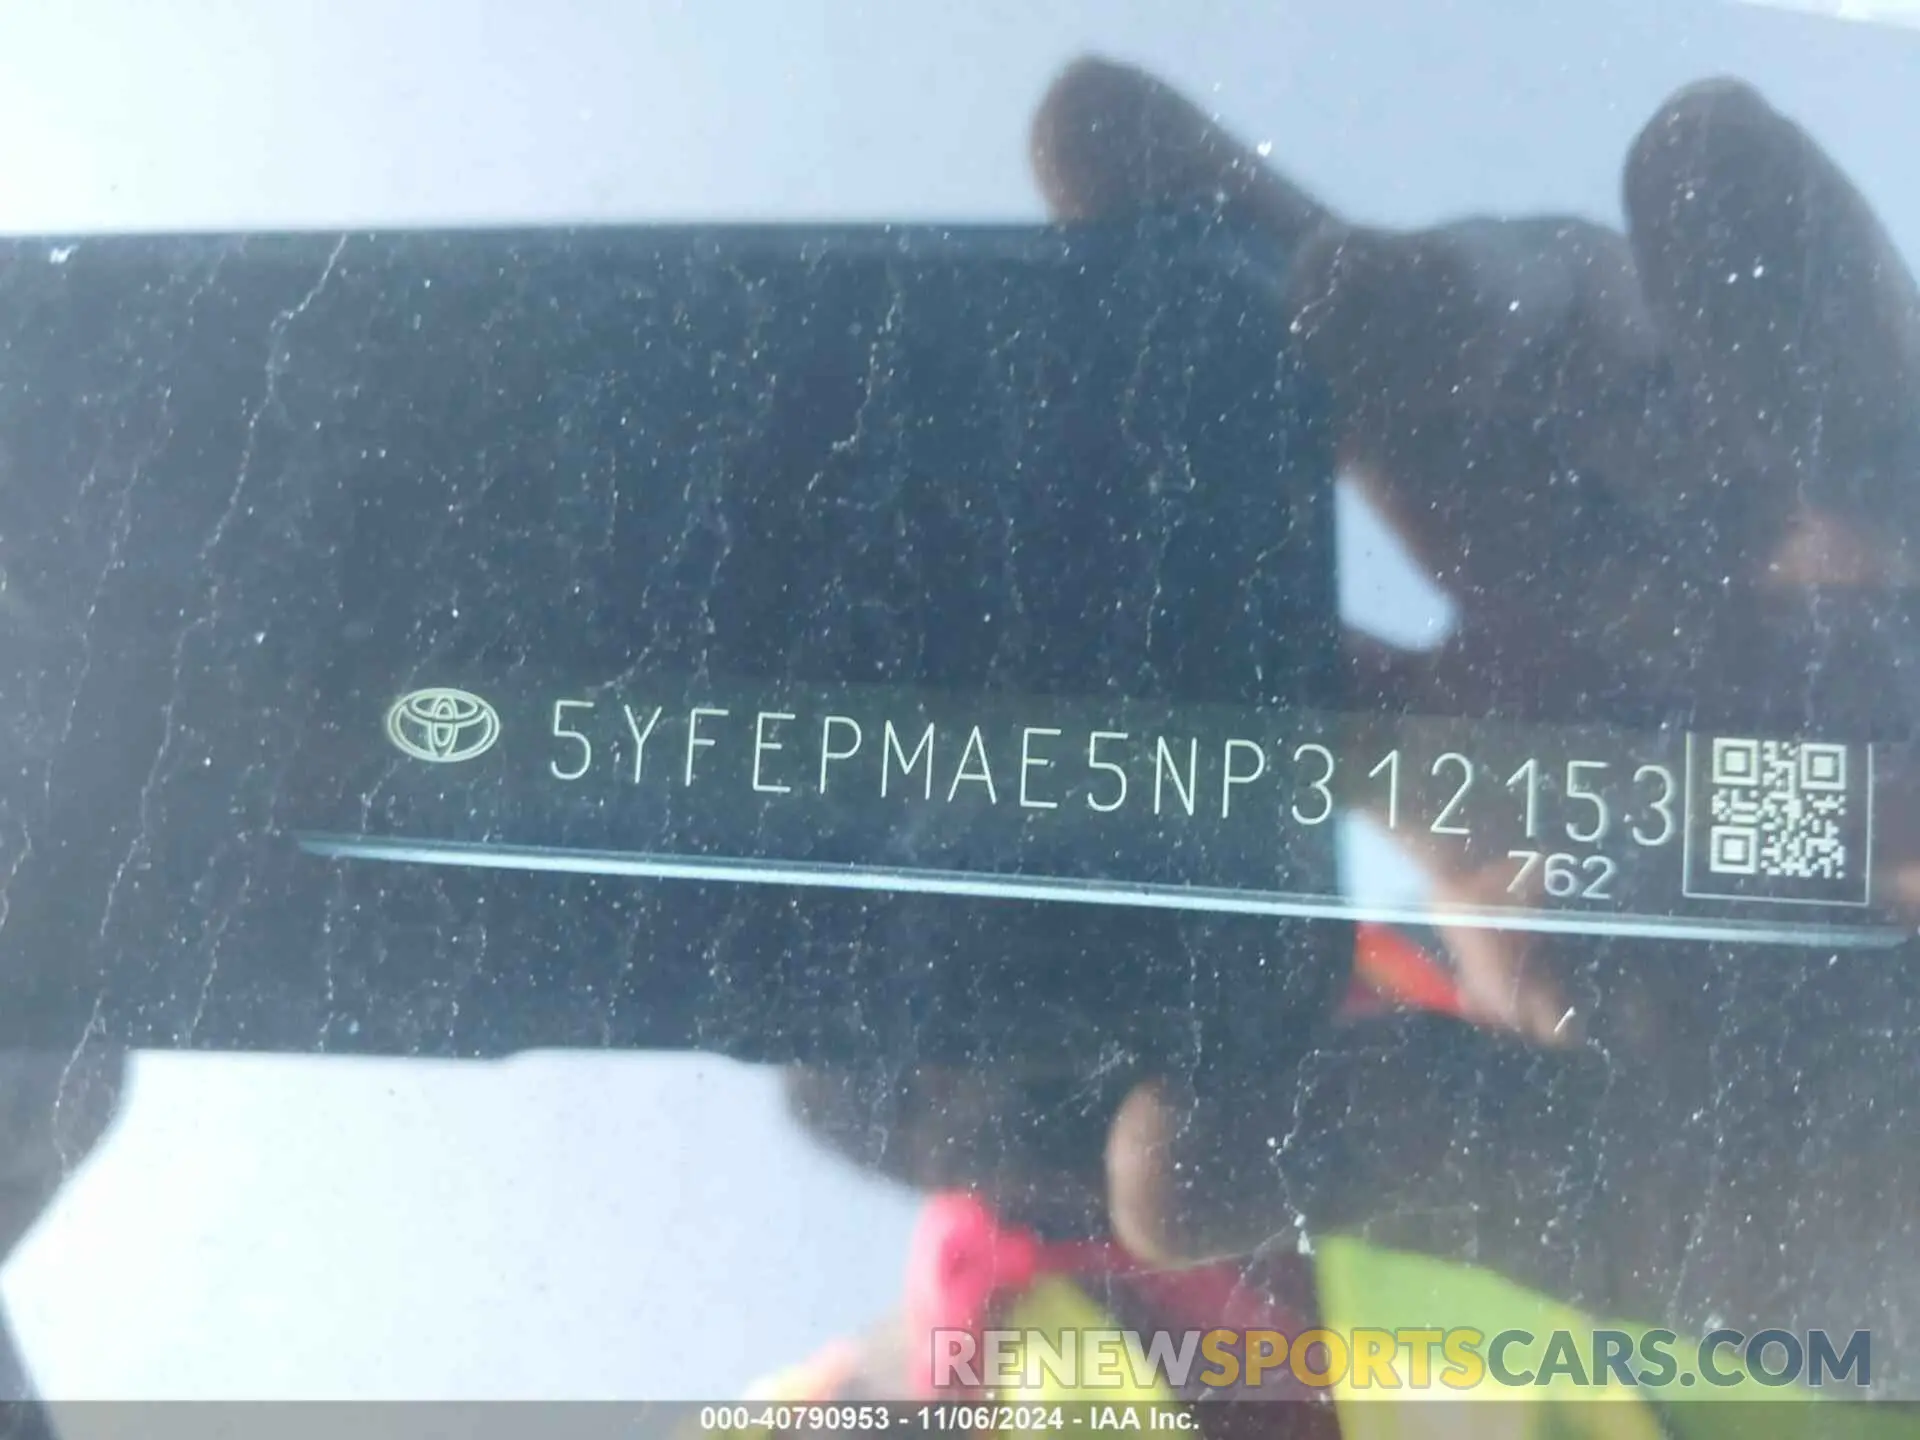 5YFEPMAE5NP312153
762
RENEWSPORTSCARS.COM
000-40790953 - 11/06/2024 - IAA Inc.